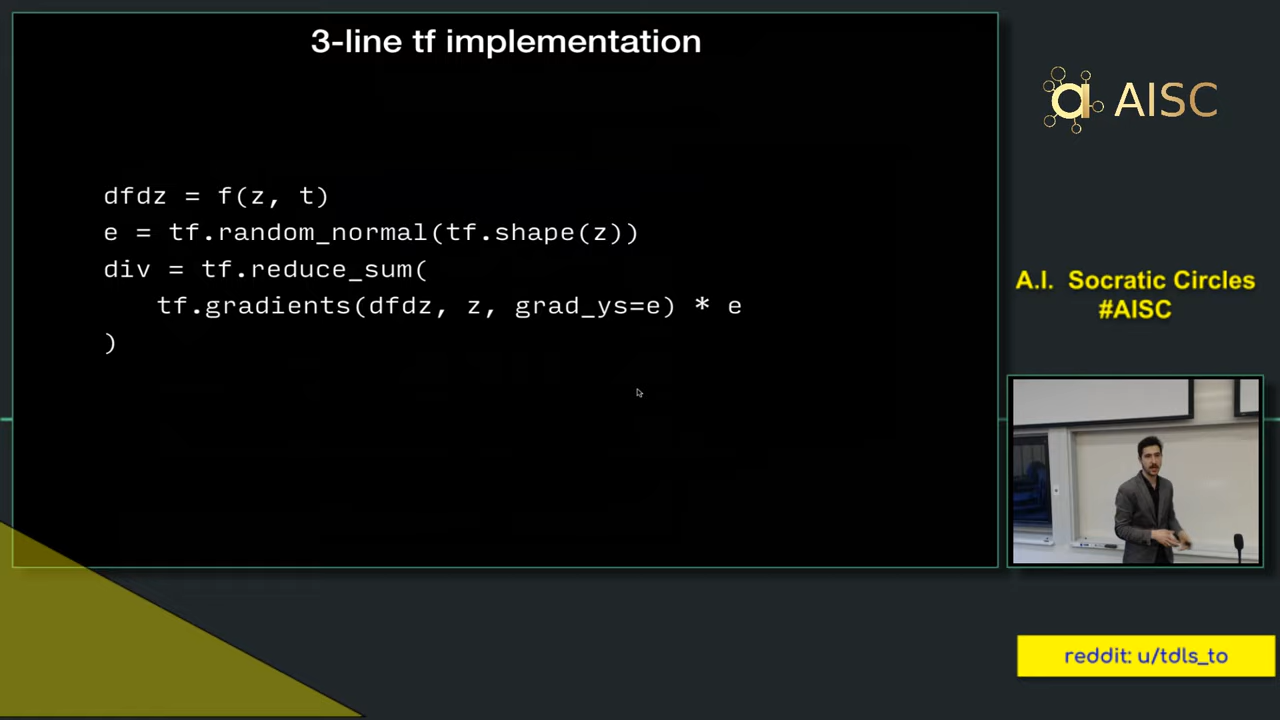 3-line tf implementation
dfdz = f(z, t)
e = tf.random_normal(tf.shape(z))
div = tf.reduce_sum(
tf.gradients(dfdz, z, grad_ys=e) * e
)
a AISC
A.I. Socratic Circles
#AISC
reddit: u/tdls_to